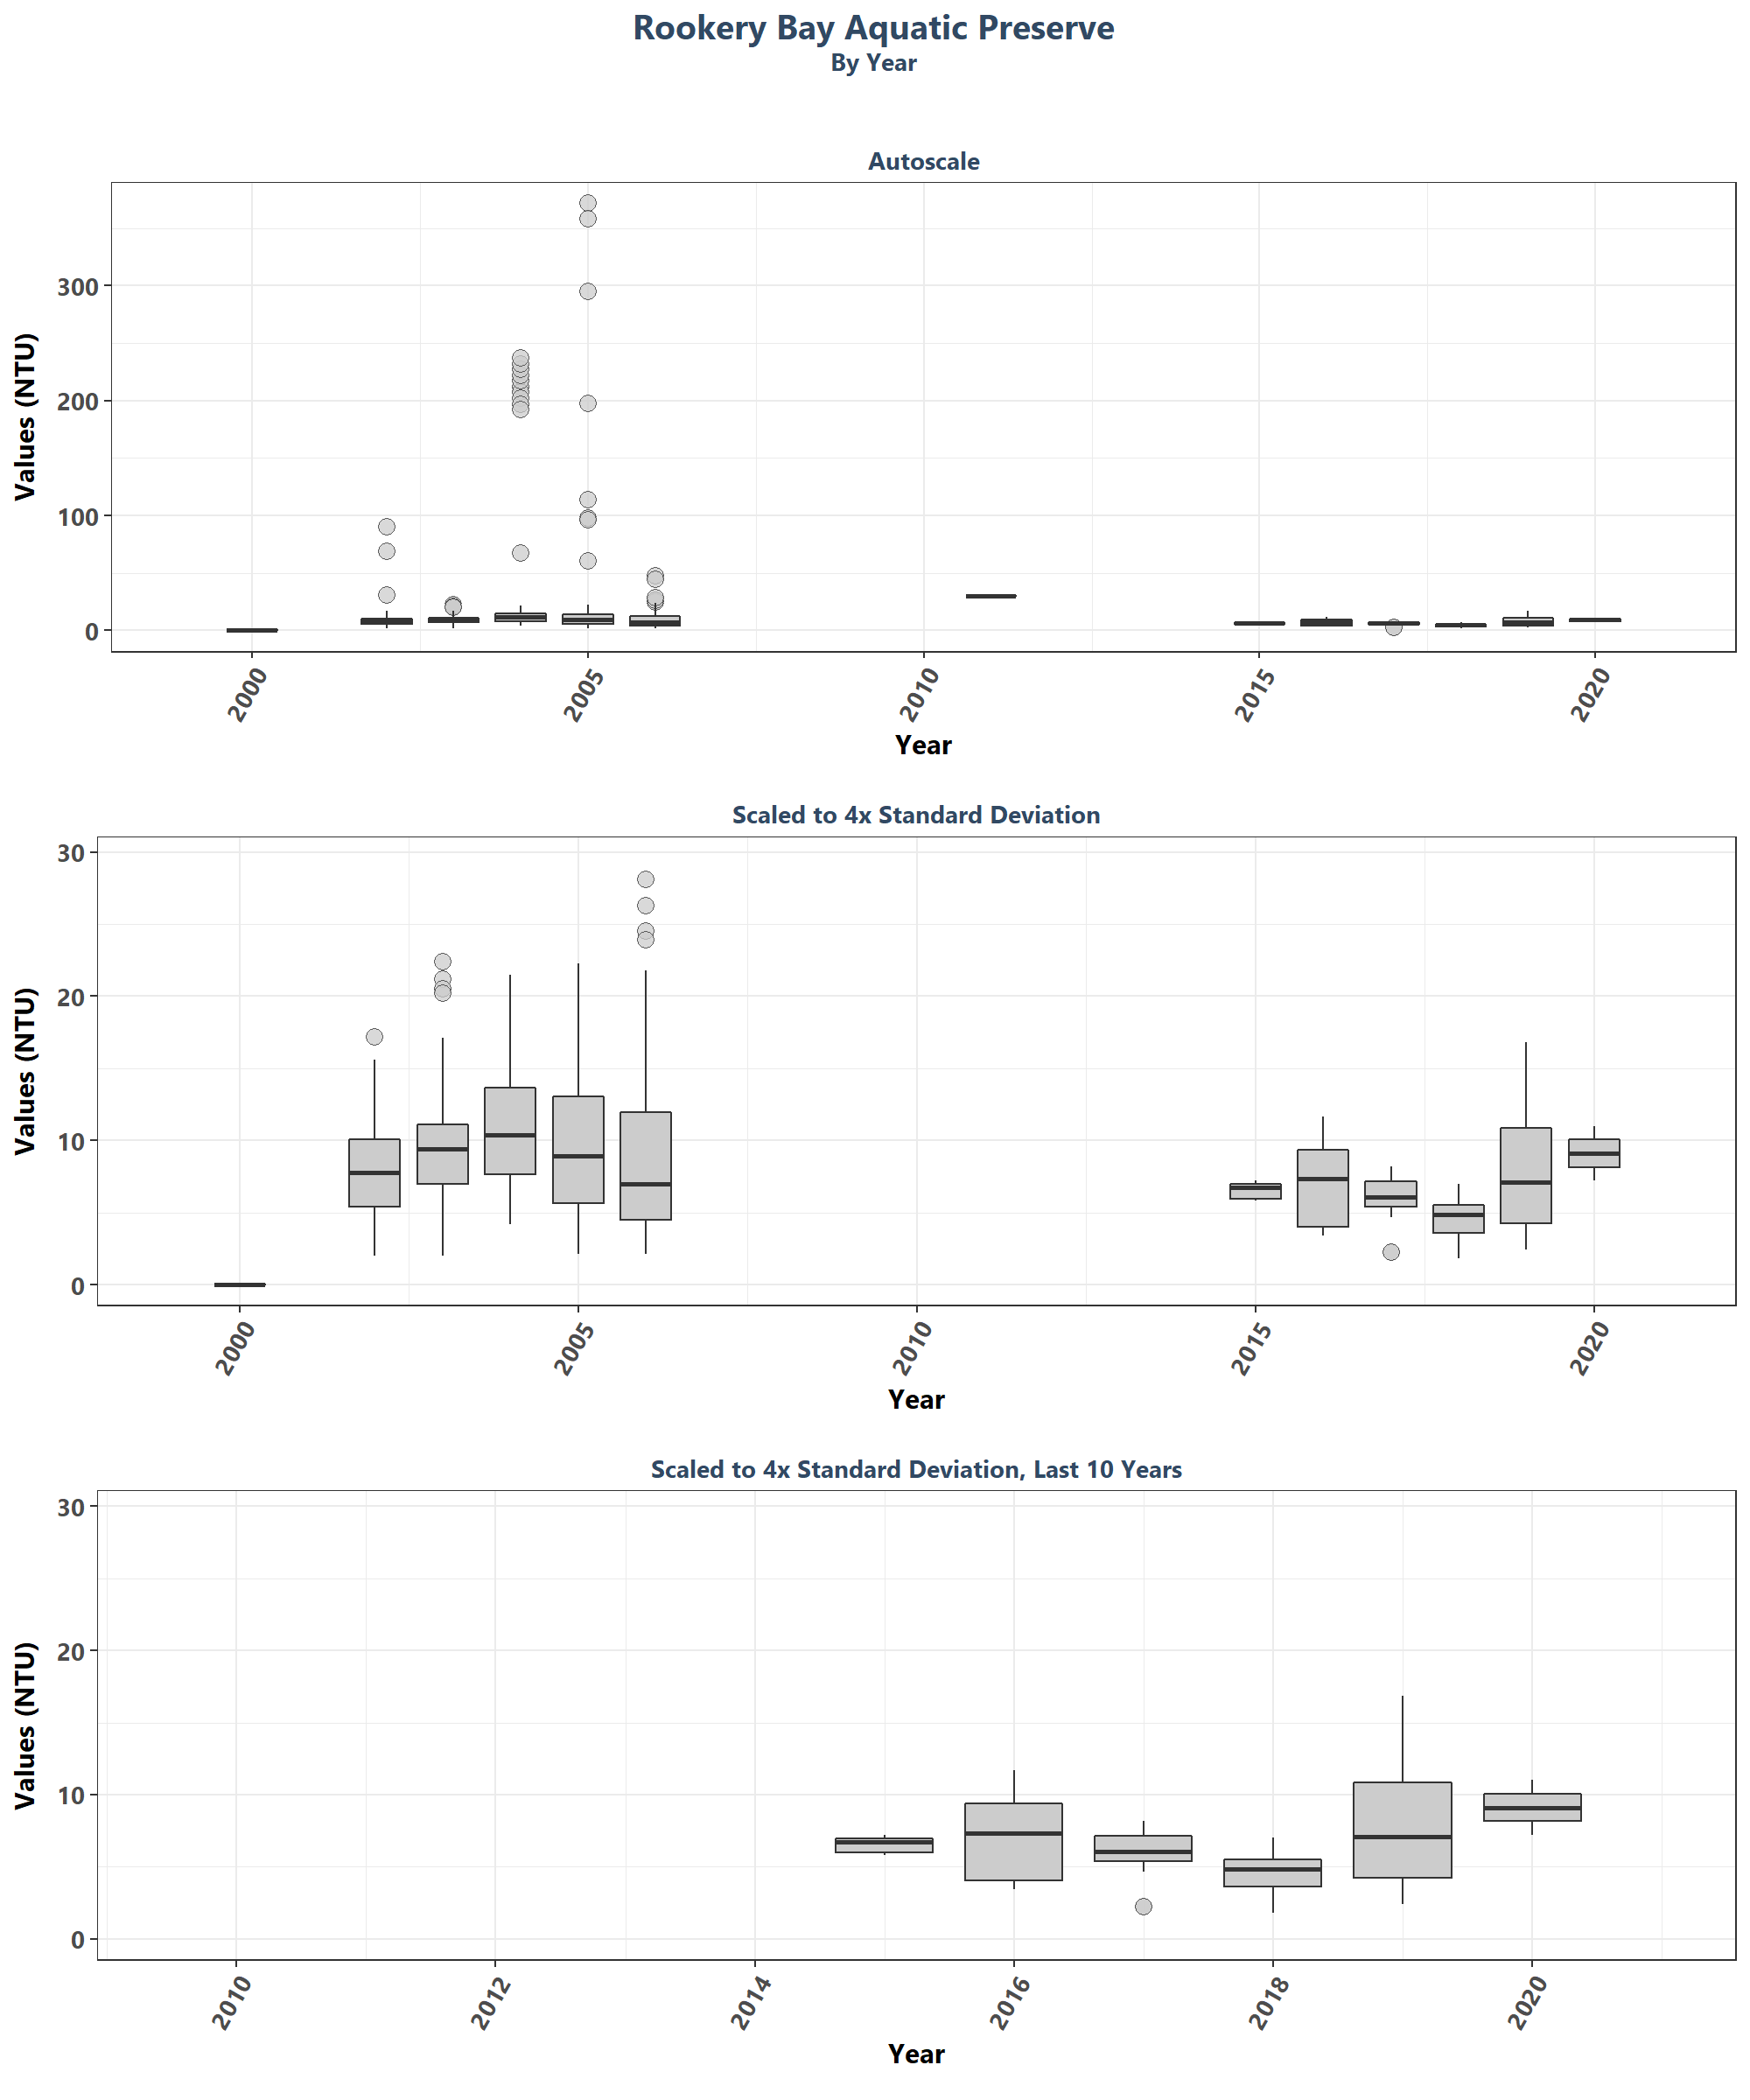 Rookery Bay Aquatic Preserve
By Year
Autoscale
Values (NTU)
300
200
100
0
2000 2005 2010 2015 2020
Year
Scaled to 4x Standard Deviation
Values (NTU)
30
20
10
0
2000 2005 2010 2015 2020
Year
Scaled to 4x Standard Deviation, Last 10 Years
Values (NTU)
30
20
10
0
2010 2012 2014 2016 2018 2020
Year